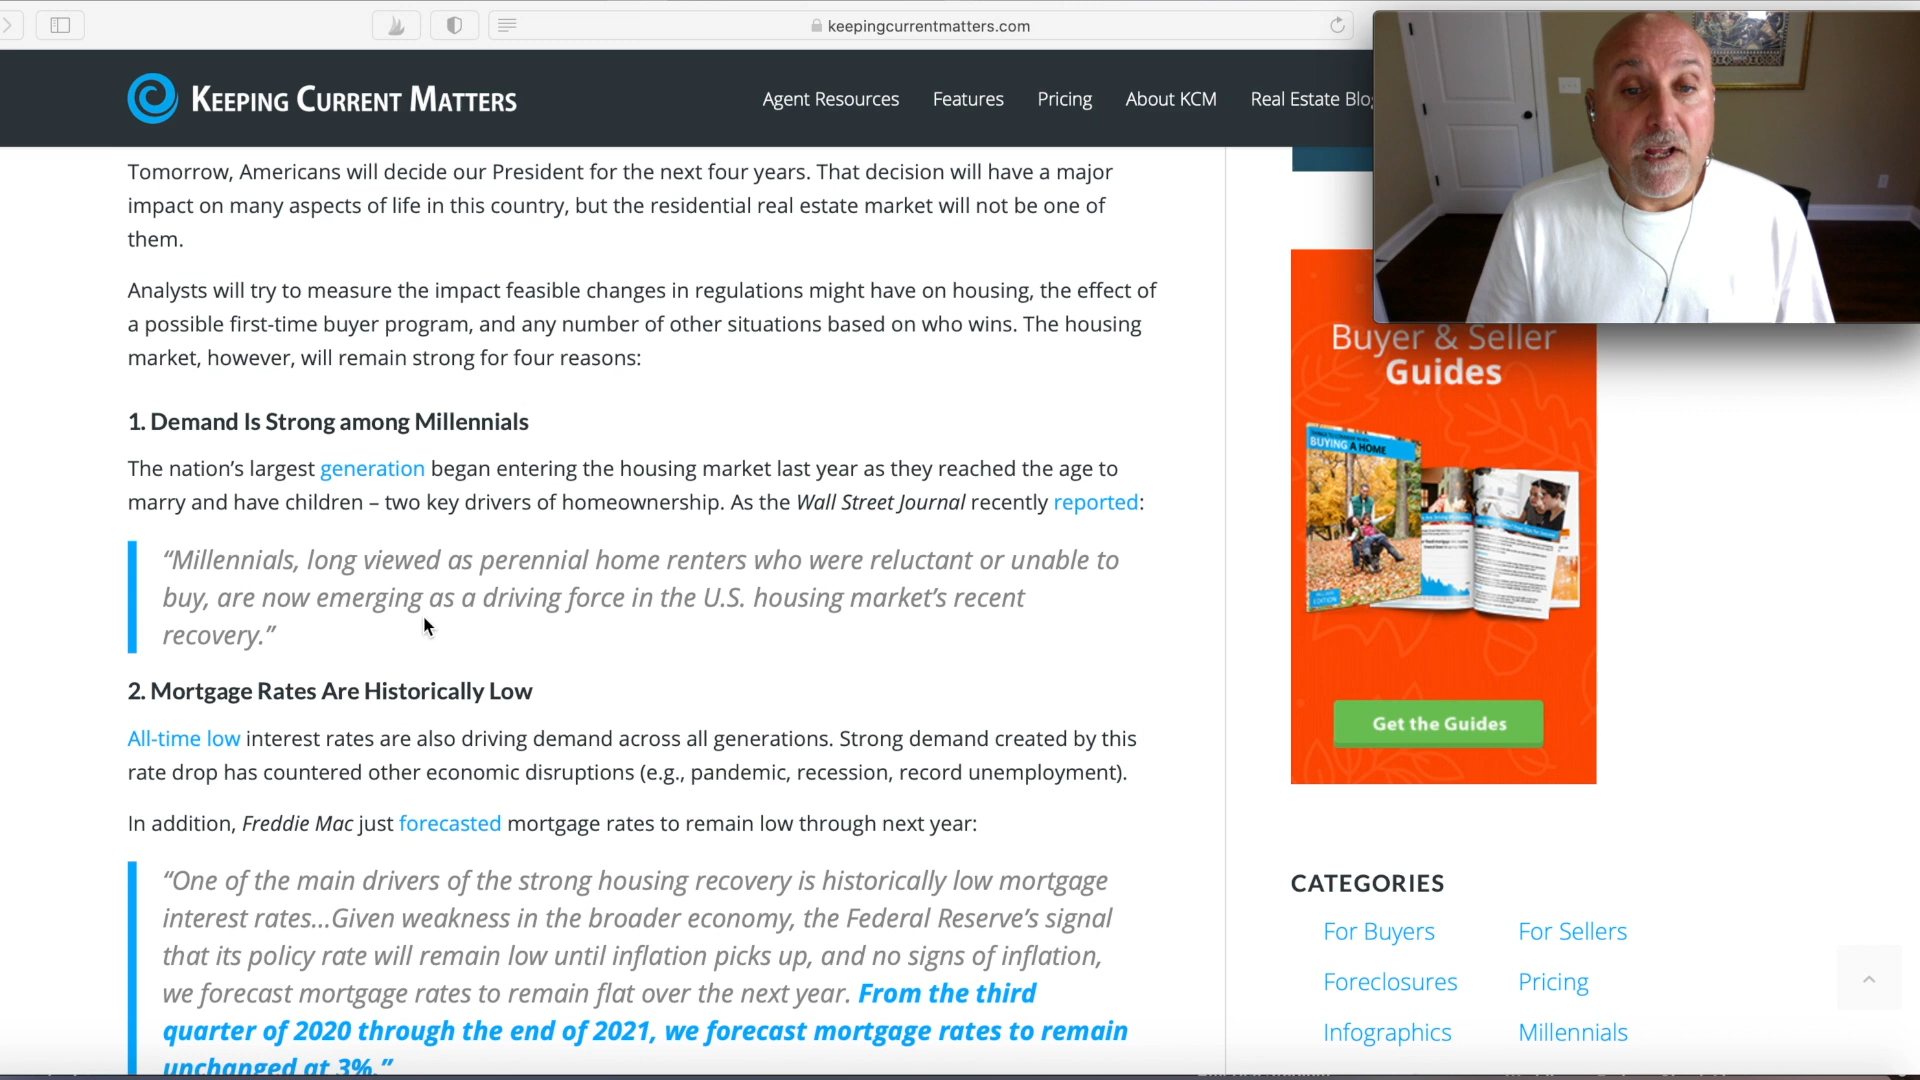 keepingcurrentmatters.com
KEEPING CURRENT MATTERS
Agent Resources
Features
Pricing
About KCM
Real Estate Blo
Tomorrow, Americans will decide our President for the next four years. That decision will have a major
impact on many aspects of life in this country, but the residential real estate market will not be one of
them.
Analysts will try to measure the impact feasible changes in regulations might have on housing, the effect of
a possible first-time buyer program, and any number of other situations based on who wins. The housing
market, however, will remain strong for four reasons:
1. Demand Is Strong among Millennials
The nation’s largest generation began entering the housing market last year as they reached the age to
marry and have children – two key drivers of homeownership. As the Wall Street Journal recently reported:
“Millennials, long viewed as perennial home renters who were reluctant or unable to
buy, are now emerging as a driving force in the U.S. housing market’s recent
recovery.”
2. Mortgage Rates Are Historically Low
All-time low interest rates are also driving demand across all generations. Strong demand created by this
rate drop has countered other economic disruptions (e.g., pandemic, recession, record unemployment).
In addition, Freddie Mac just forecasted mortgage rates to remain low through next year:
“One of the main drivers of the strong housing recovery is historically low mortgage
interest rates…Given weakness in the broader economy, the Federal Reserve’s signal
that its policy rate will remain low until inflation picks up, and no signs of inflation,
we forecast mortgage rates to remain flat over the next year. From the third
quarter of 2020 through the end of 2021, we forecast mortgage rates to remain
unchanged at 3%.”
Buyer & Seller
Guides
BUYING A HOME
Get the Guides
CATEGORIES
For Buyers
For Sellers
Foreclosures
Pricing
Infographics
Millennials